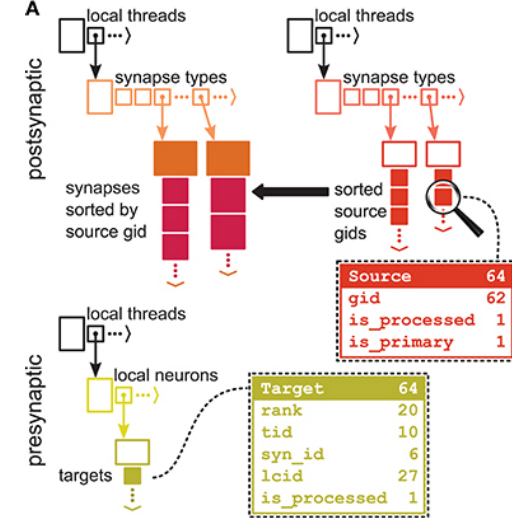 A
local threads
local threads
synapse types
synapse types
postsynaptic
synapses
sorted by
source gid
sorted
source
gids
Source 64
gid 62
is_processed 1
is_primary 1
local threads
presynaptic
local neurons
targets
Target 64
rank 20
tid 10
syn_id 6
lcid 27
is_processed 1